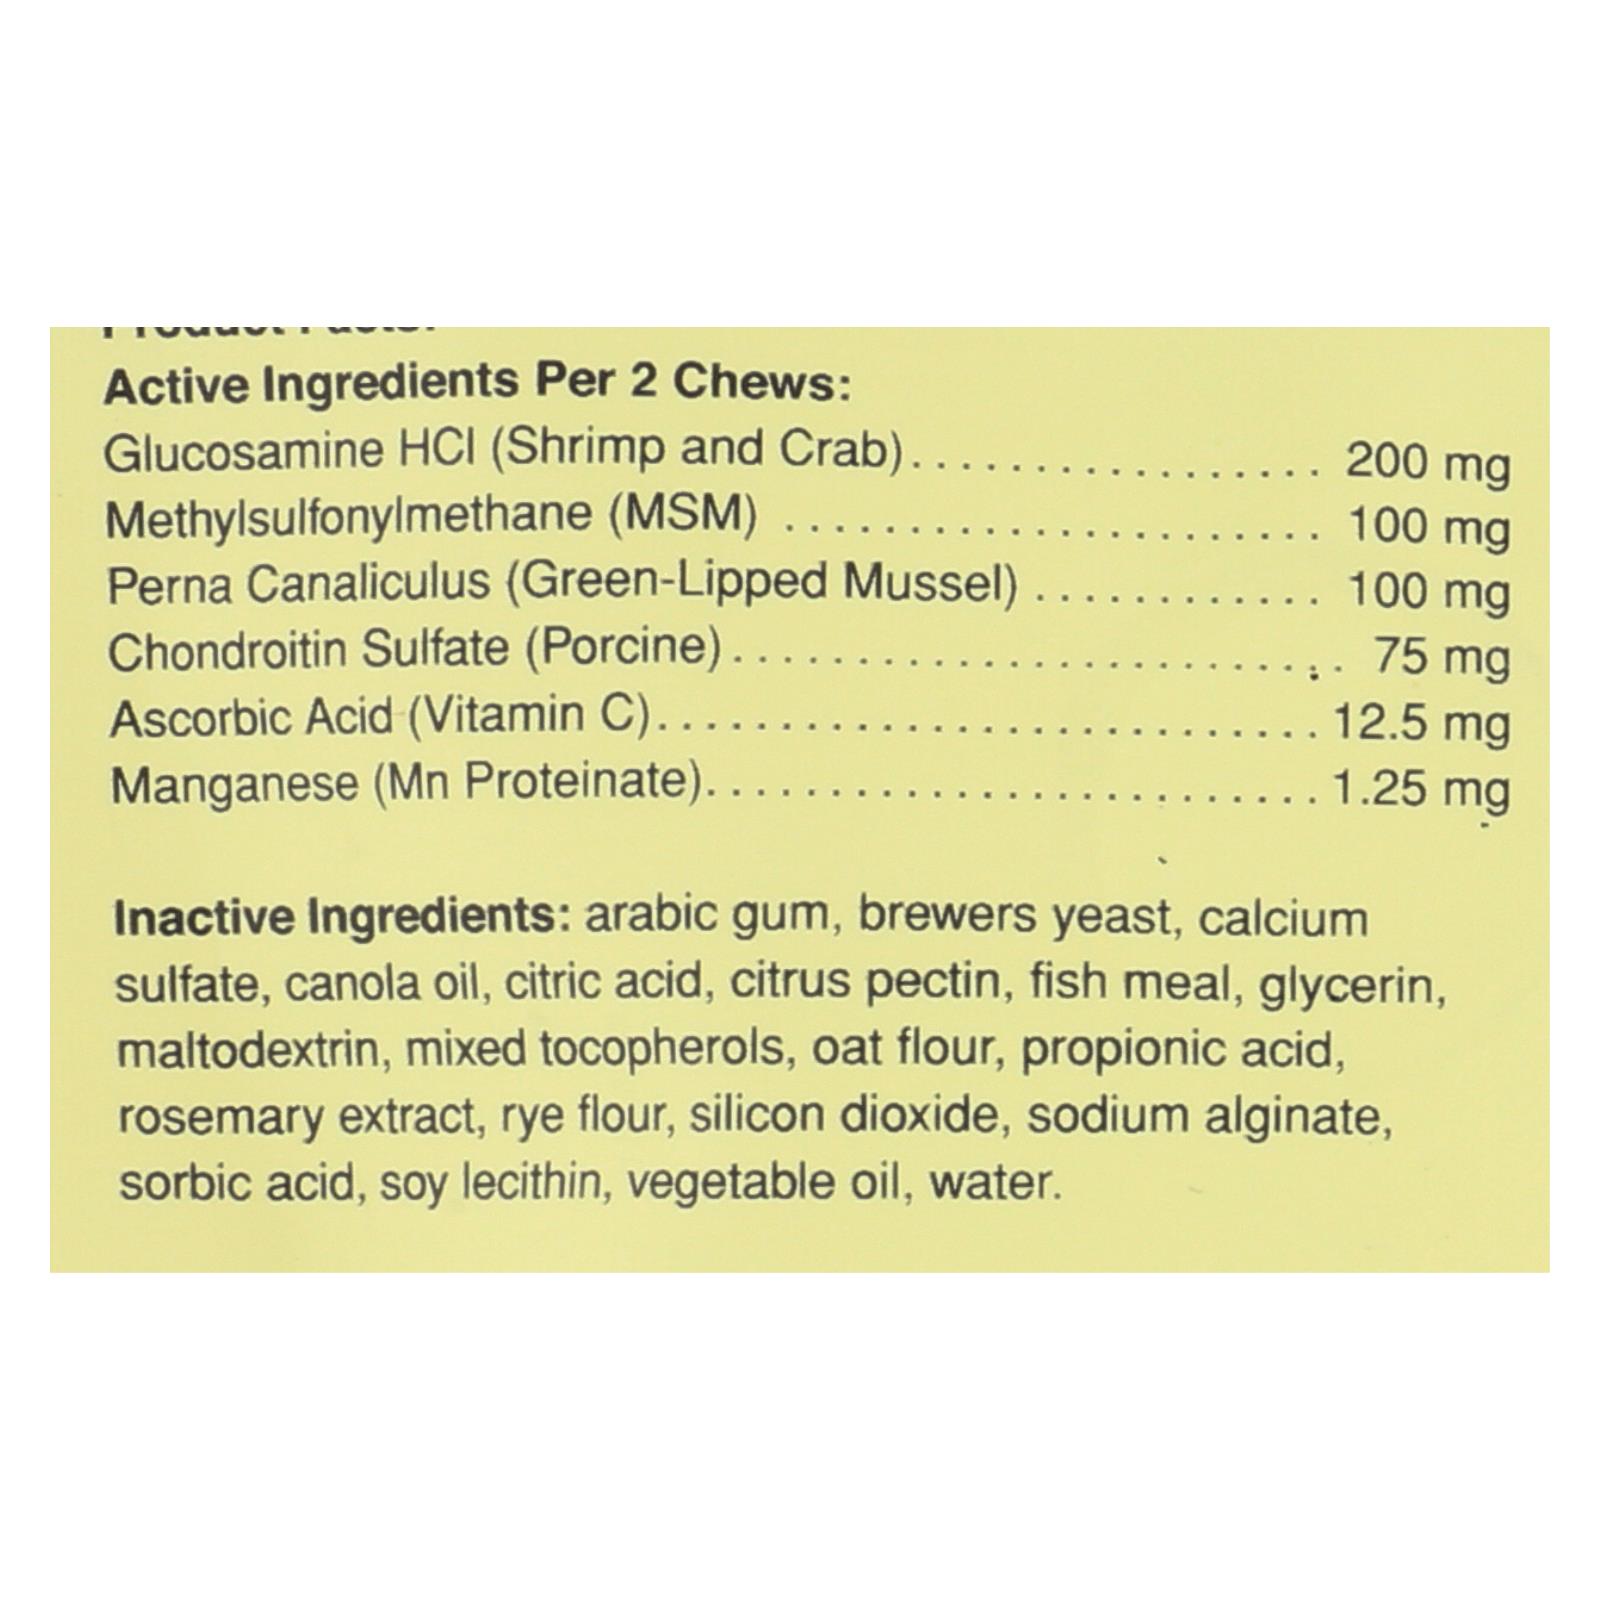 Product Facts:
Active Ingredients Per 2 Chews:
Glucosamine HCl (Shrimp and Crab)................. 200 mg
Methylsulfonylmethane (MSM) ...................... 100 mg
Perna Canaliculus (Green-Lipped Mussel) ............ 100 mg
Chondroitin Sulfate (Porcine)......................... 75 mg
Ascorbic Acid (Vitamin C)........................... 12.5 mg
Manganese (Mn Proteinate)......................... 1.25 mg
Inactive Ingredients: arabic gum, brewers yeast, calcium
sulfate, canola oil, citric acid, citrus pectin, fish meal, glycerin,
maltodextrin, mixed tocopherols, oat flour, propionic acid,
rosemary extract, rye flour, silicon dioxide, sodium alginate,
sorbic acid, soy lecithin, vegetable oil, water.